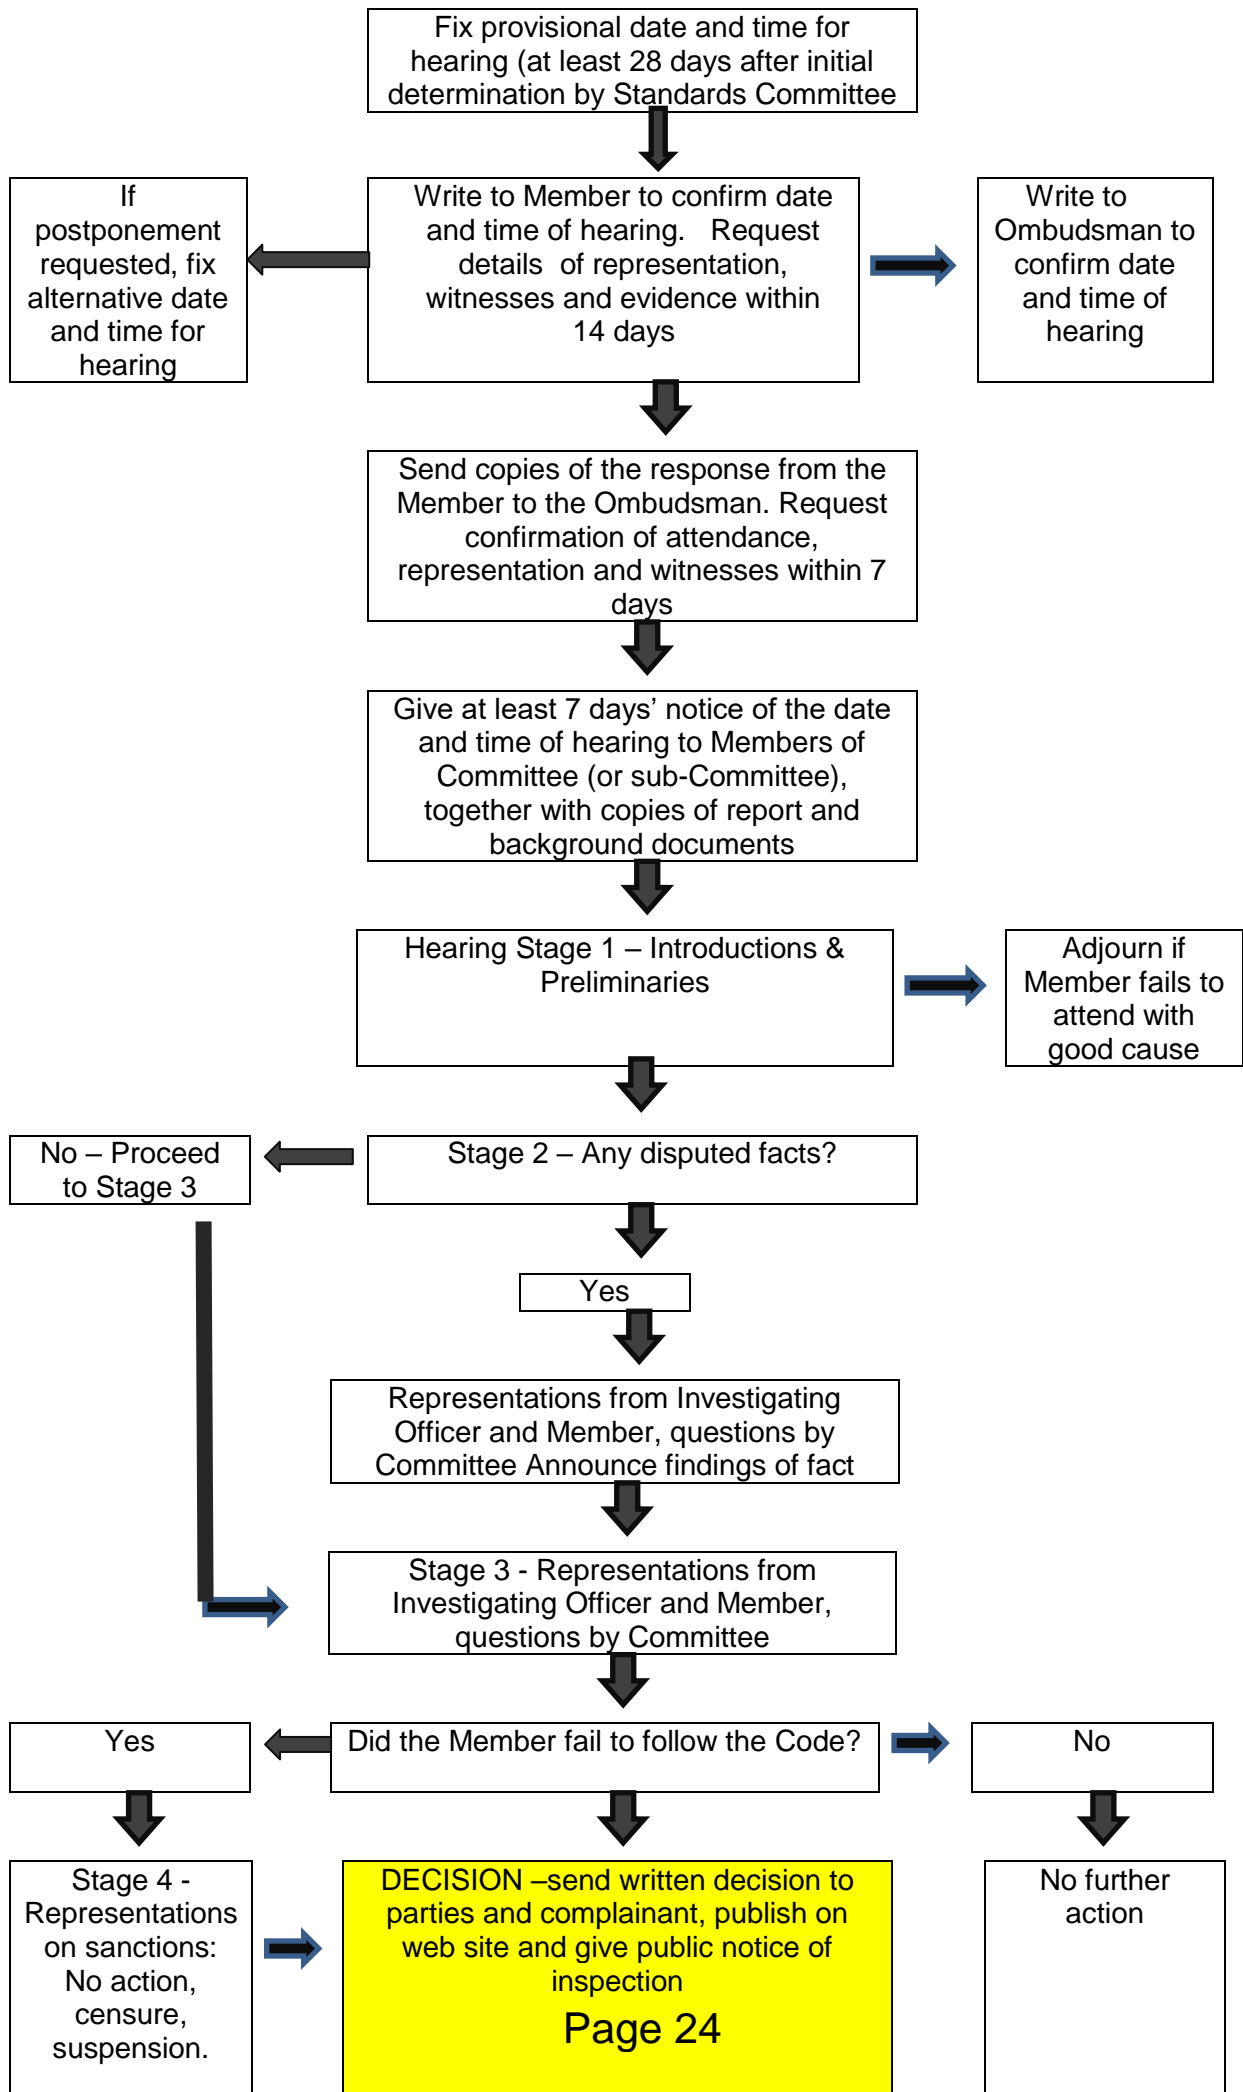 Fix provisional date and time for
hearing (at least 28 days after initial
determination by Standards Committee
If
postponement
requested, fix
alternative date
and time for
hearing
Write to Member to confirm date
and time of hearing.   Request
details  of representation,
witnesses and evidence within
14 days
Write to
Ombudsman to
confirm date
and time of
hearing
Send copies of the response from the
Member to the Ombudsman. Request
confirmation of attendance,
representation and witnesses within 7
days
Give at least 7 days’ notice of the date
and time of hearing to Members of
Committee (or sub-Committee),
together with copies of report and
background documents
Hearing Stage 1 – Introductions &
Preliminaries
Adjourn if
Member fails to
attend with
good cause
No – Proceed
to Stage 3
Stage 2 – Any disputed facts?
Yes
Representations from Investigating
Officer and Member, questions by
Committee Announce findings of fact
Stage 3 - Representations from
Investigating Officer and Member,
questions by Committee
Yes
Did the Member fail to follow the Code?
No
Stage 4 -
Representations
on sanctions:
No action,
censure,
suspension.
DECISION –send written decision to
parties and complainant, publish on
web site and give public notice of
inspection
Page 24
No further
action